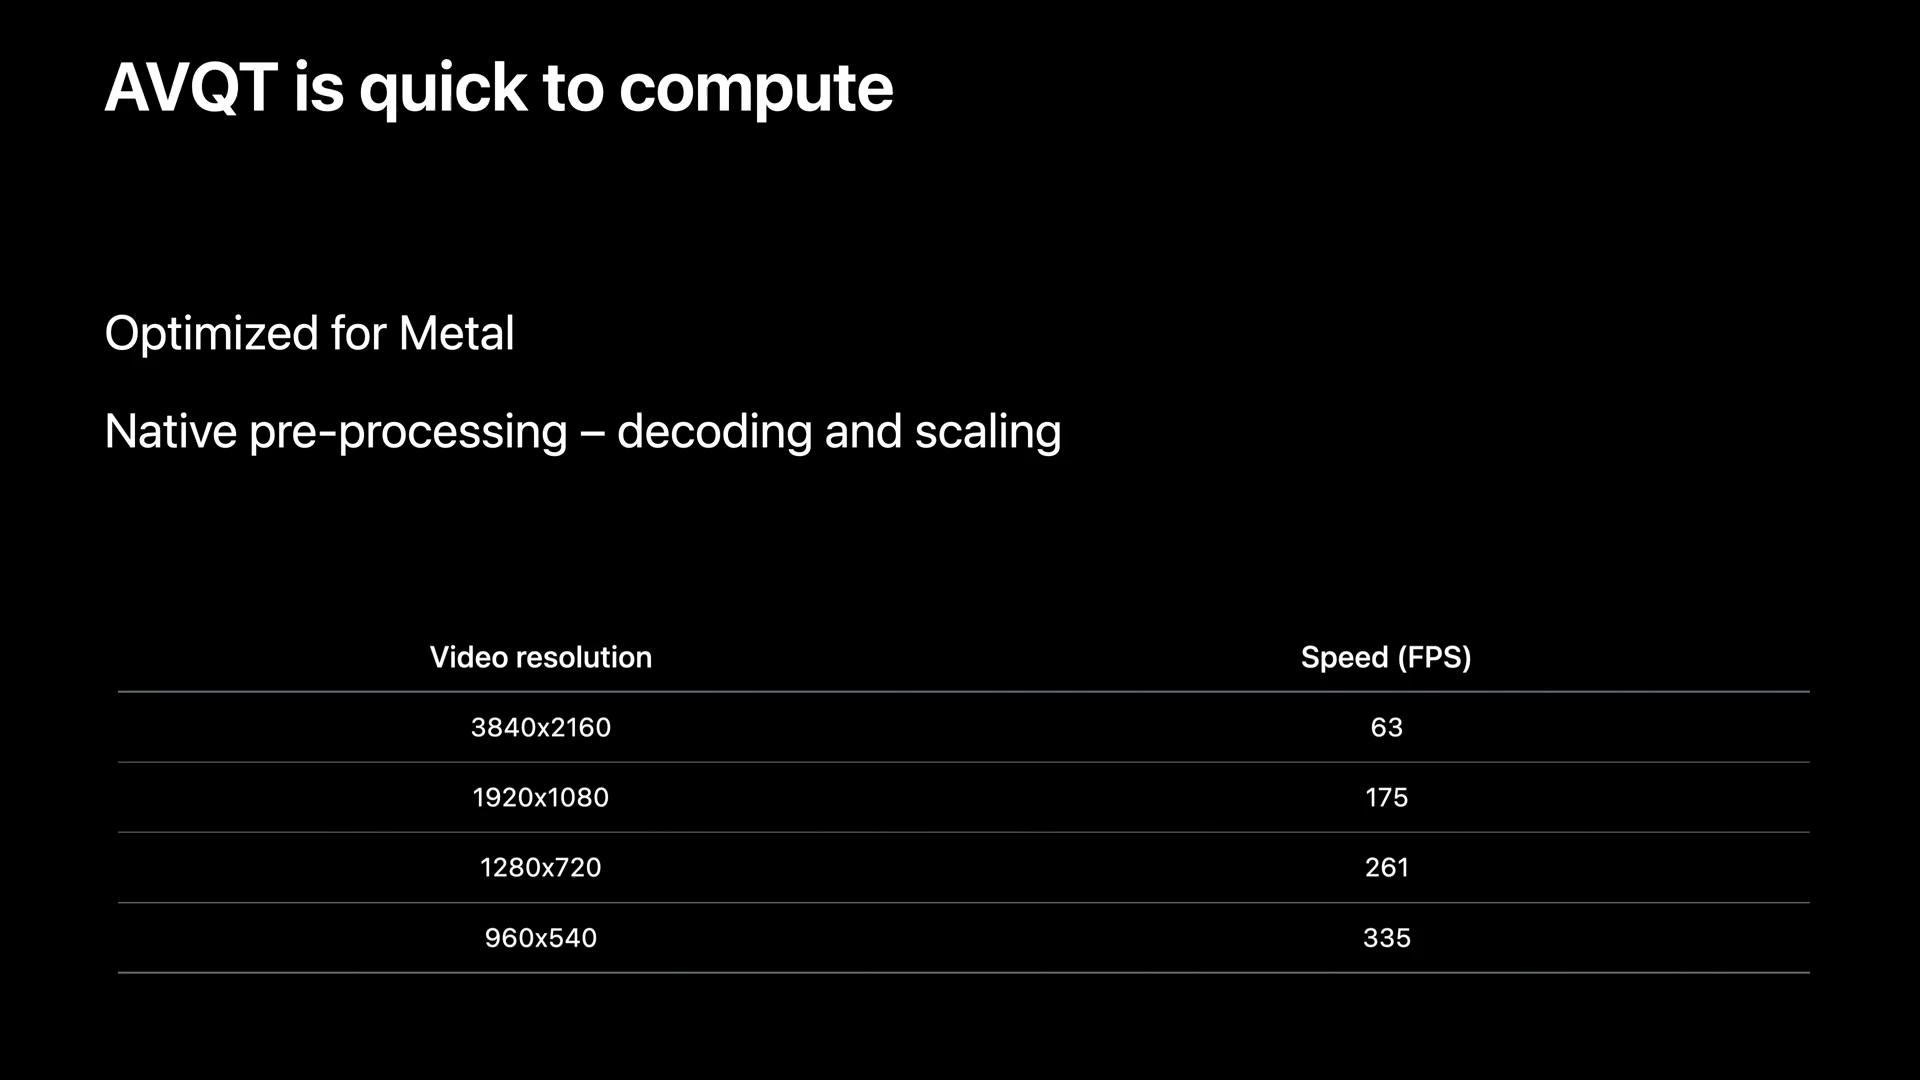 AVQT is quick to compute
Optimized for Metal
Native pre-processing – decoding and scaling
Video resolution Speed (FPS)
3840x2160 63
1920x1080 175
1280x720 261
960x540 335